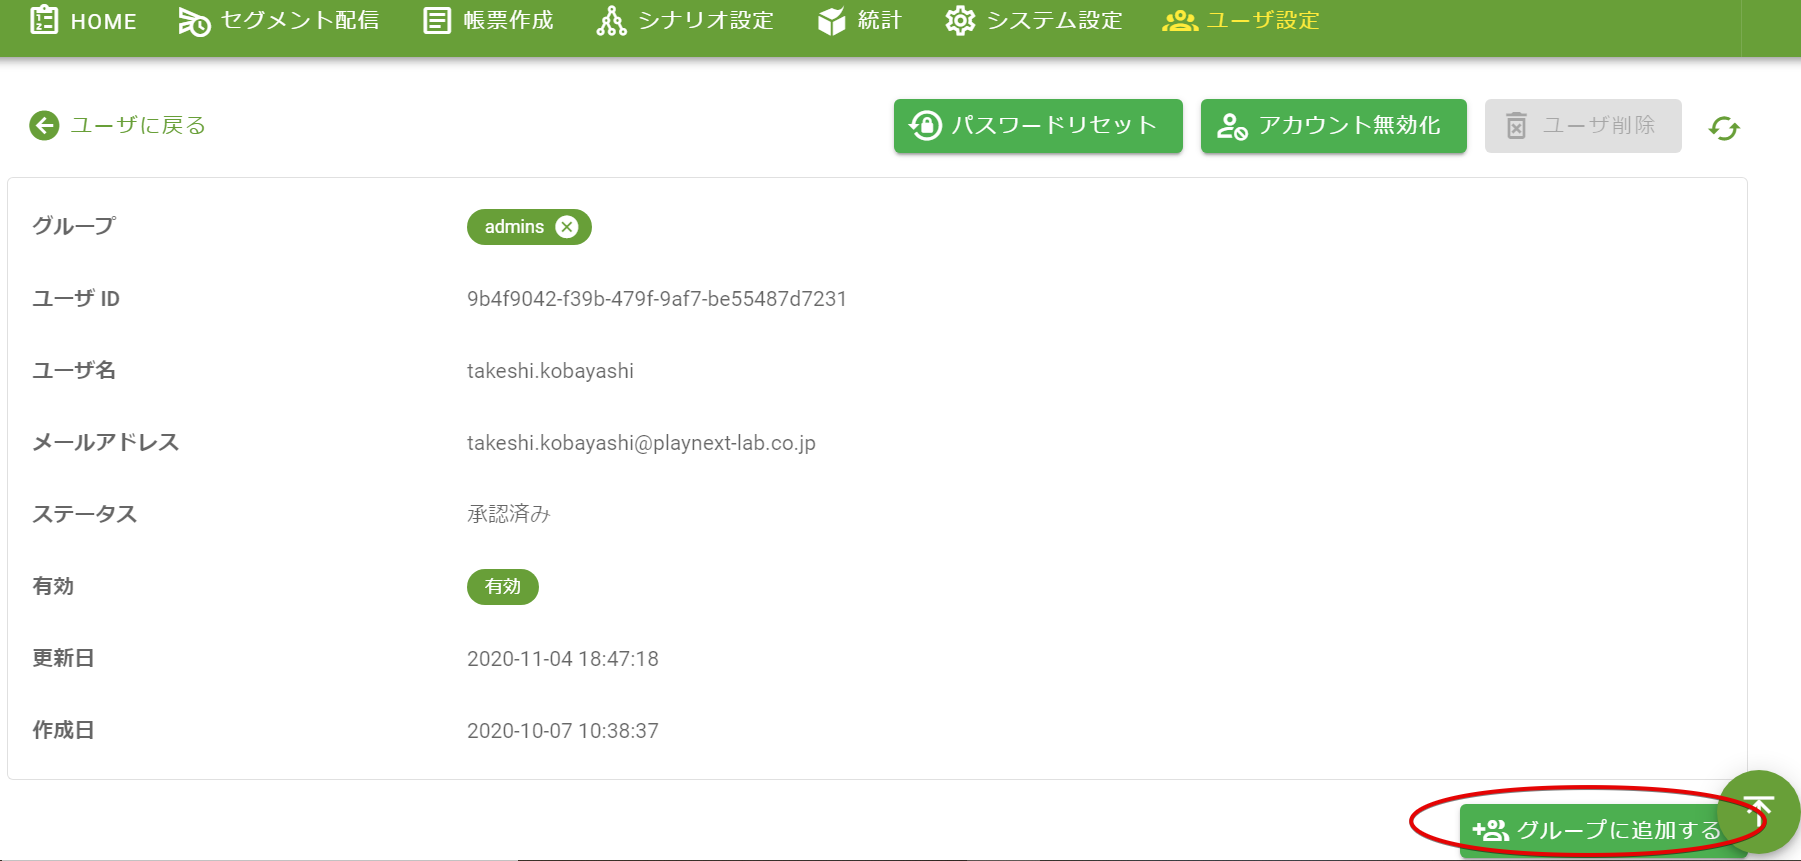 HOME セグメント配信 帳票作成 シナリオ設定 統計 システム設定 ユーザ設定
ユーザに戻る パスワードリセット アカウント無効化 ユーザ削除
グループ admins
ユーザ ID 9b4f9042-f39b-479f-9af7-be55487d7231
ユーザ名 takeshi.kobayashi
メールアドレス takeshi.kobayashi@playnext-lab.co.jp
ステータス 承認済み
有効 有効
更新日 2020-11-04 18:47:18
作成日 2020-10-07 10:38:37
グループに追加する